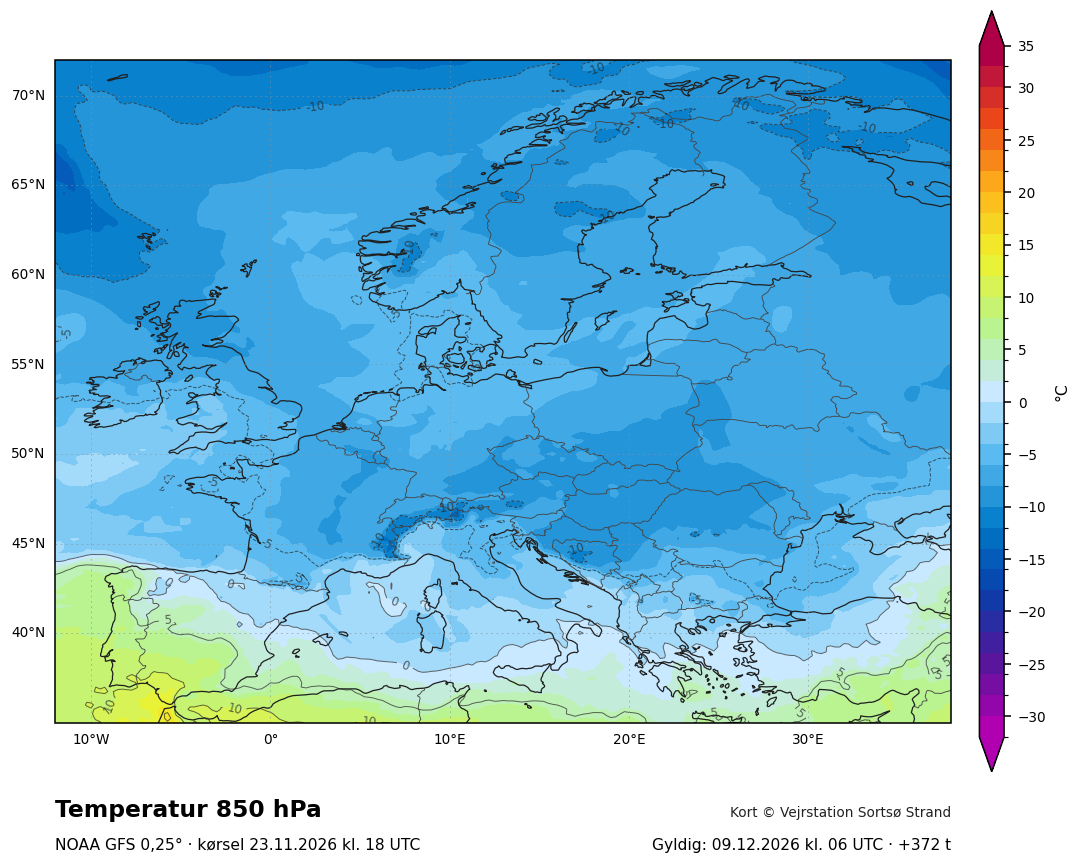 70°N
65°N
60°N
55°N
50°N
45°N
40°N
10°W
0°
10°E
20°E
30°E
35
30
25
20
15
10
5
0
−5
−10
−15
−20
−25
−30
°C
Temperatur 850 hPa
Kort © Vejrstation Sortsø Strand
NOAA GFS 0,25° · kørsel 23.11.2026 kl. 18 UTC
Gyldig: 09.12.2026 kl. 06 UTC · +372 t